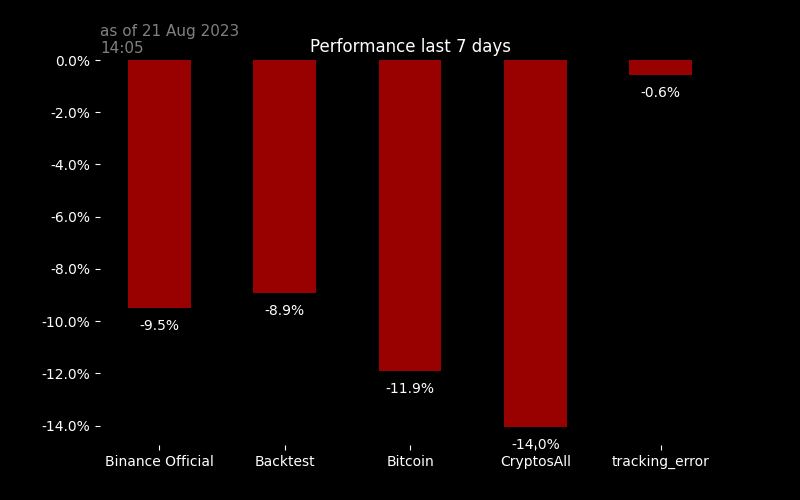 as of 21 Aug 2023
14:05
Performance last 7 days
0.0%
-2.0%
-4.0%
-6.0%
-8.0%
-10.0%
-12.0%
-14.0%
-9.5%
-8.9%
-11.9%
-14.0%
-0.6%
Binance Official
Backtest
Bitcoin
CryptosAll
tracking_error